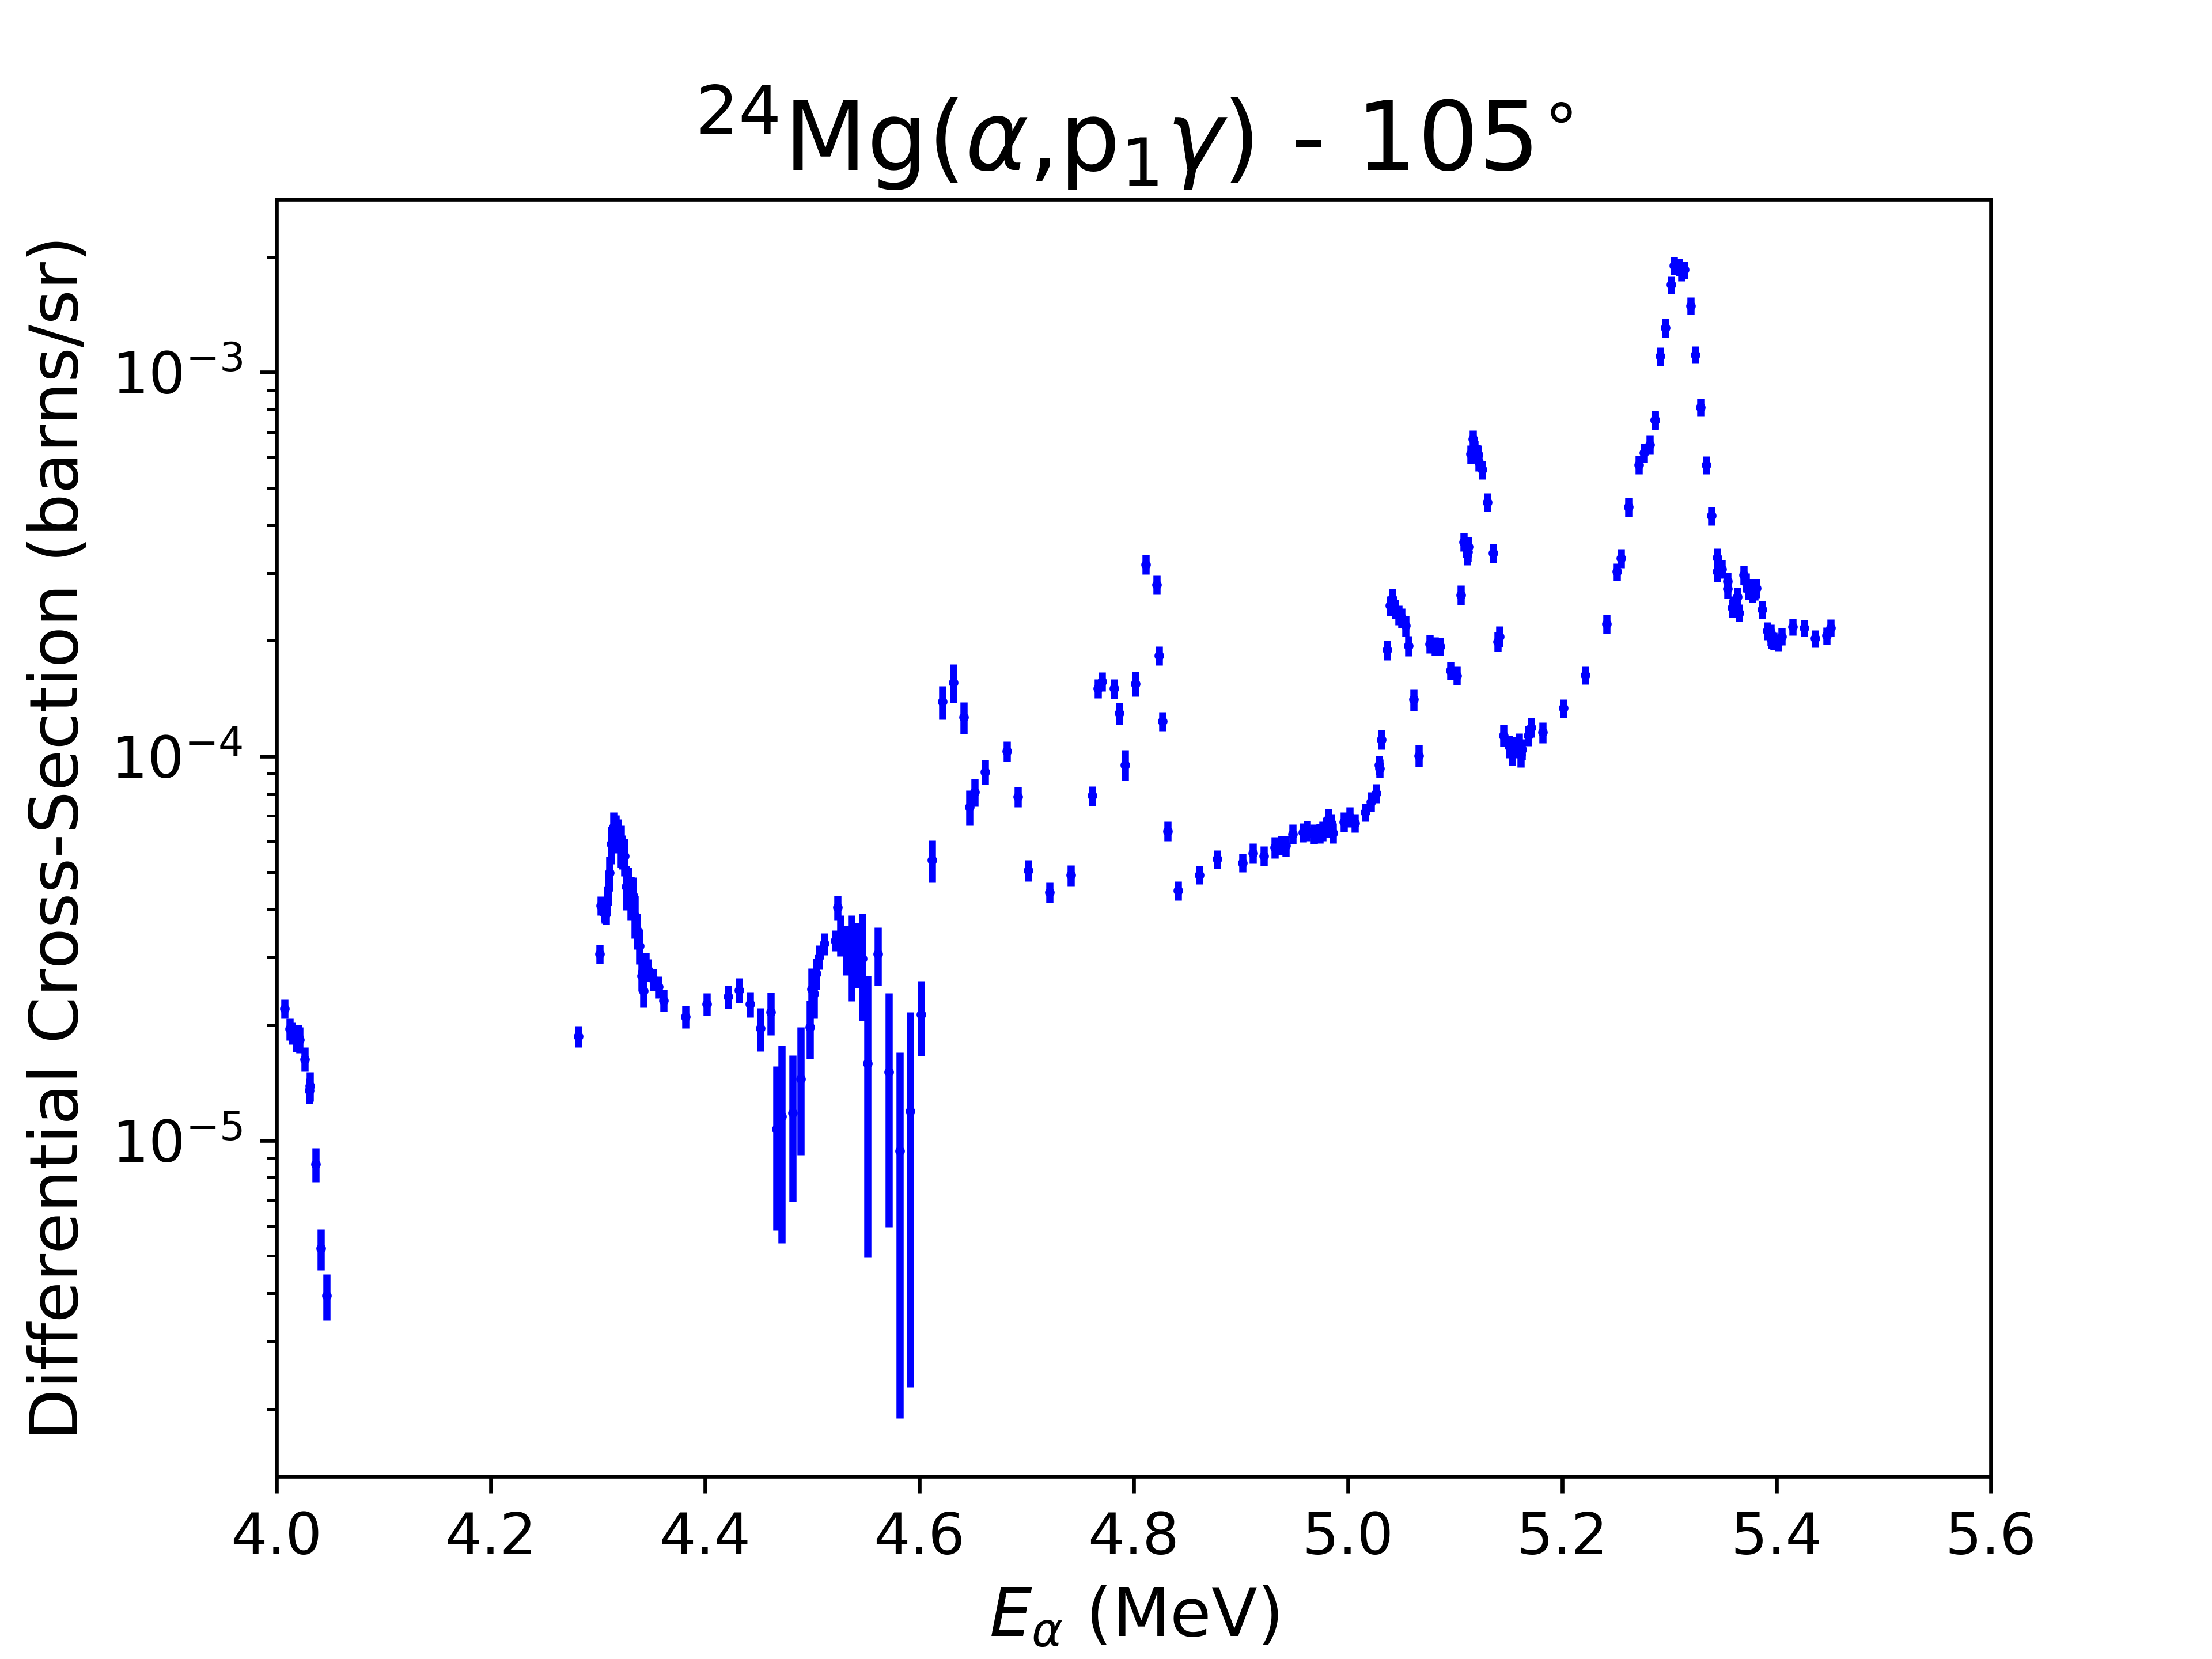 ²⁴Mg(α,p₁γ) - 105°
Differential Cross-Section (barns/sr)
10⁻³
10⁻⁴
10⁻⁵
4.0 4.2 4.4 4.6 4.8 5.0 5.2 5.4 5.6
E_α (MeV)